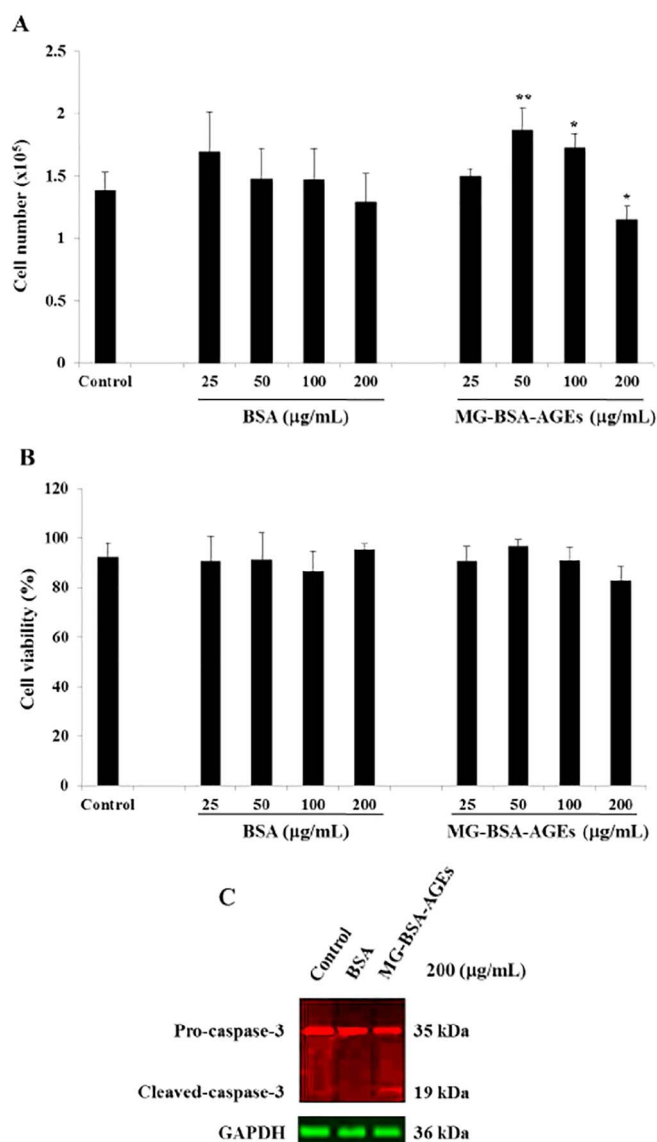 A
2.5
2
1.5
1
0.5
0
Cell number (x10⁵)
** * *
Control 25 50 100 200 25 50 100 200
BSA (µg/mL) MG-BSA-AGEs (µg/mL)
B
120
100
80
60
40
20
0
Cell viability (%)
Control 25 50 100 200 25 50 100 200
BSA (µg/mL) MG-BSA-AGEs (µg/mL)
C
Control BSA MG-BSA-AGEs 200 (µg/mL)
Pro-caspase-3 35 kDa
Cleaved-caspase-3 19 kDa
GAPDH 36 kDa